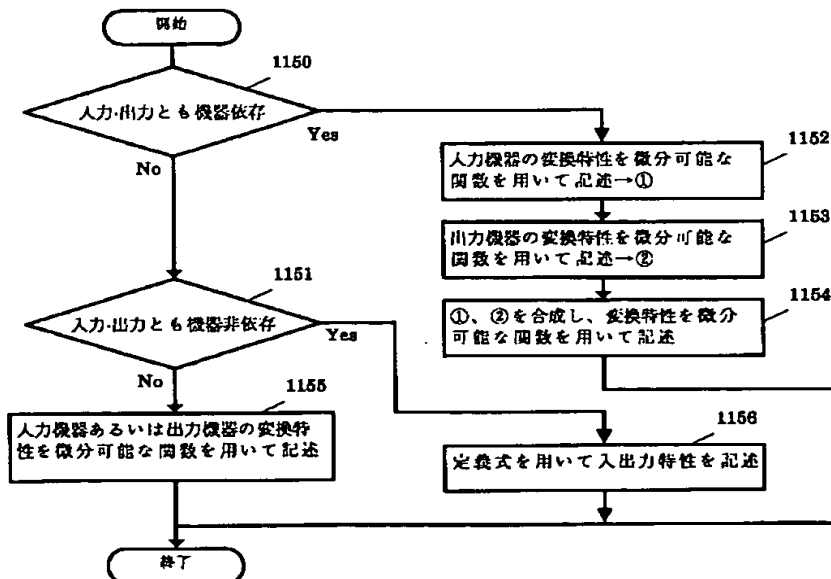 開始
1150
入力·出力とも機器依存
Yes
No
1152
入力機器の変換特性を微分可能な
関数を用いて記述→①
1153
出力機器の変換特性を微分可能な
関数を用いて記述→②
1151
入力·出力とも機器非依存
Yes
No
1154
①、②を合成し、変換特性を微分
可能な関数を用いて記述
1155
入力機器あるいは出力機器の変換特
性を微分可能な関数を用いて記述
1156
定義式を用いて入出力特性を記述
終了